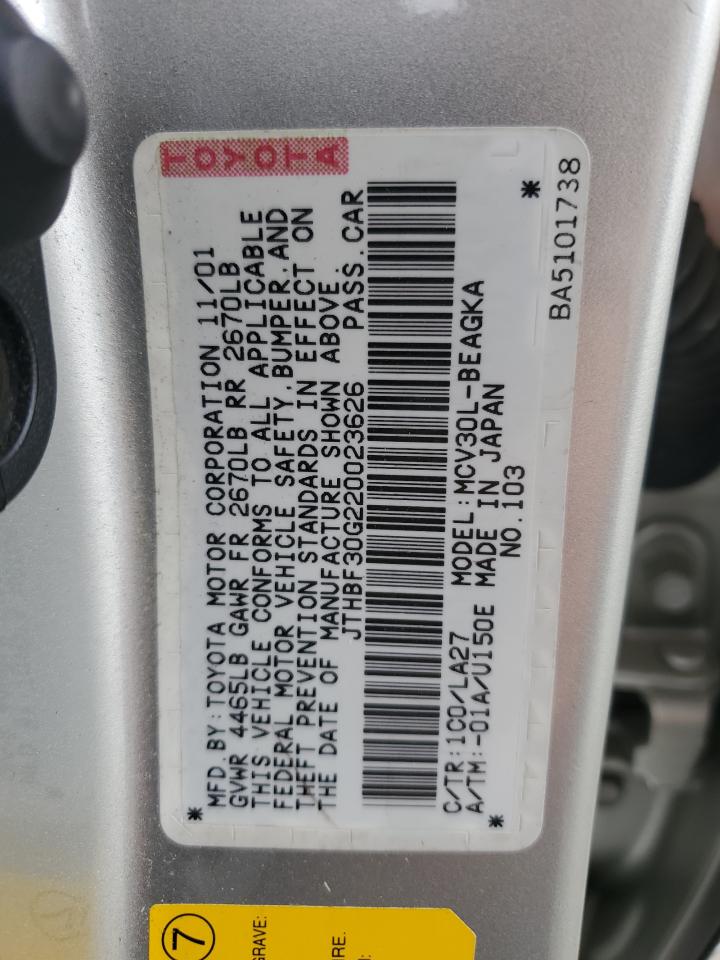 TOYOTA
MFD. BY:TOYOTA MOTOR CORPORATION 11/01
GVWR 4465LB GAWR FR 2670LB RR 2670LB
THIS VEHICLE CONFORMS TO ALL APPLICABLE
FEDERAL MOTOR VEHICLE SAFETY,BUMPER,AND
THEFT PREVENTION STANDARDS IN EFFECT ON
THE DATE OF MANUFACTURE SHOWN ABOVE.
JTHBF30G220023626 PASS.CAR
C/TR:1C0/LA27 MODEL:MCV30L-BEAGKA
A/TM:-01A/U150E MADE IN JAPAN
NO.103
* * *
BA5101738
7
GRAVE:
IRE.